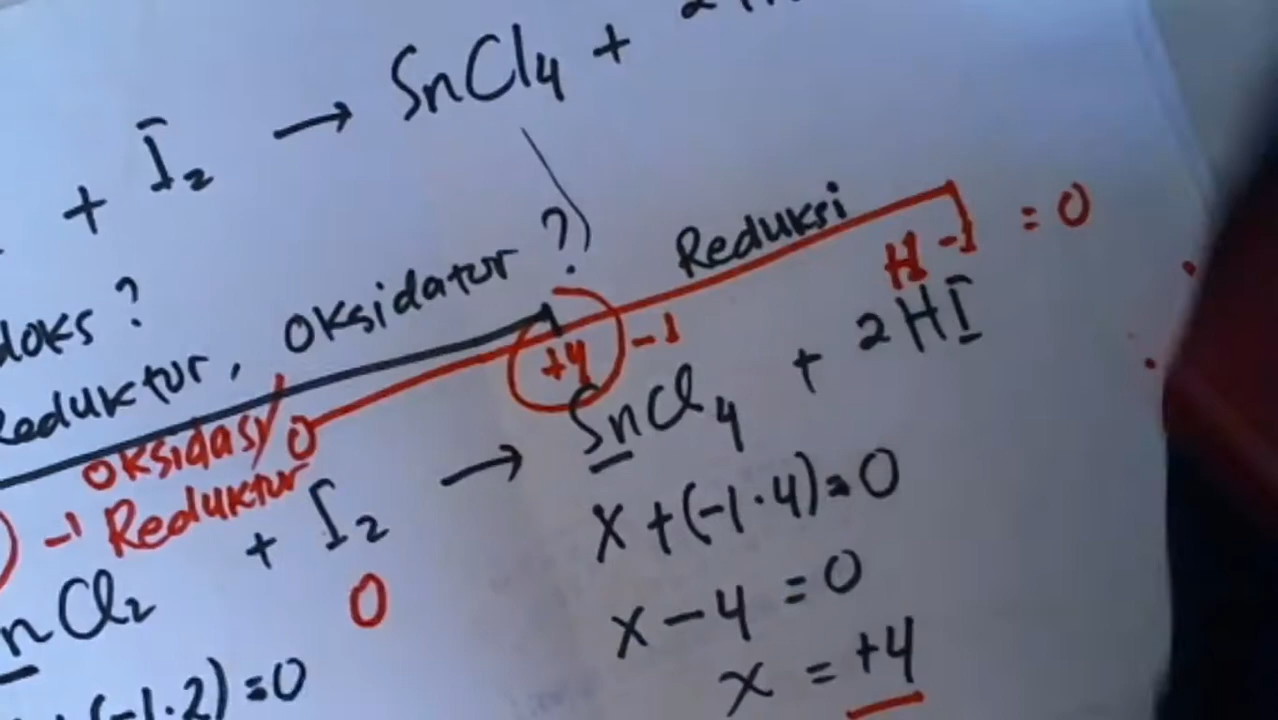 + I₂ → SnCl₄ +
doks ?
Reduktor, Oksidator ?
Reduksi
Oksidasi/
Reduktor
0
+4 -1
H -1 = 0
-1
nCl₂ + I₂ → SnCl₄ + 2HI
0
(-1·2)=0
x + (-1·4)=0
x - 4 = 0
x = +4